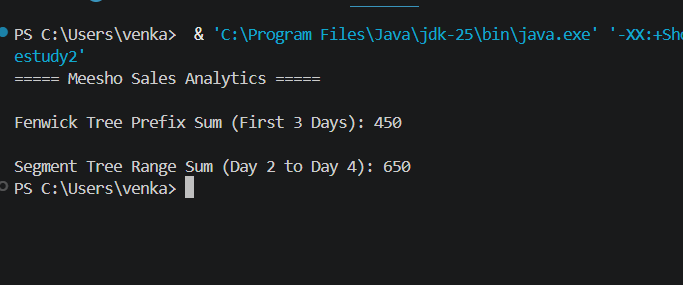 PS C:\Users\venka>  & 'C:\Program Files\Java\jdk-25\bin\java.exe' '-XX:+Sho
estudy2'
===== Meesho Sales Analytics =====
Fenwick Tree Prefix Sum (First 3 Days): 450
Segment Tree Range Sum (Day 2 to Day 4): 650
PS C:\Users\venka>